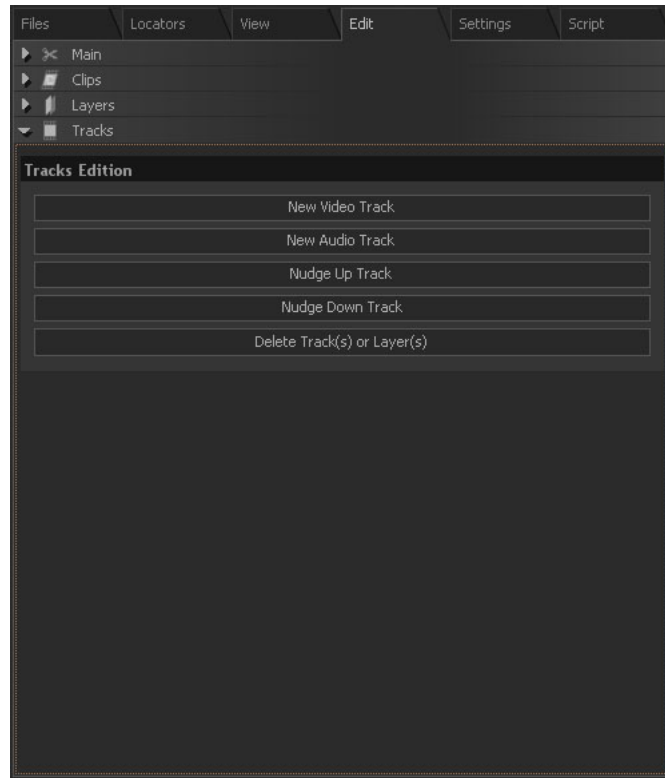 Files Locators View Edit Settings Script
Main
Clips
Layers
Tracks
Tracks Edition
New Video Track
New Audio Track
Nudge Up Track
Nudge Down Track
Delete Track(s) or Layer(s)